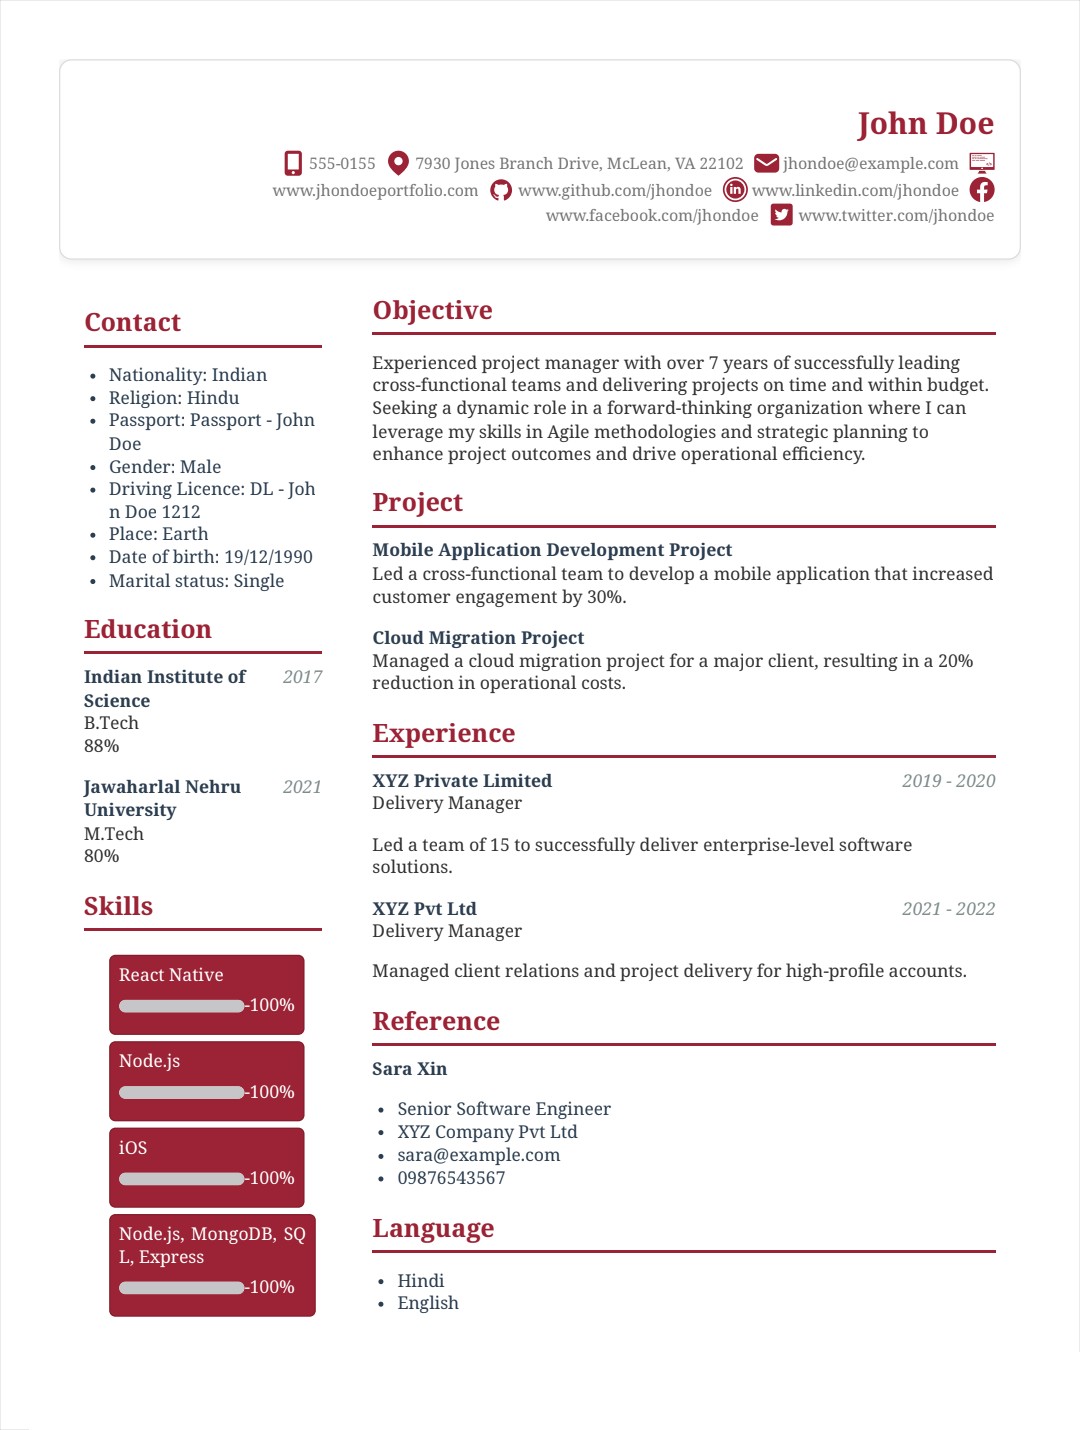 John Doe
555-0155 7930 Jones Branch Drive, McLean, VA 22102 jhondoe@example.com
www.jhondoeportfolio.com www.github.com/jhondoe www.linkedin.com/jhondoe
www.facebook.com/jhondoe www.twitter.com/jhondoe
Contact
• Nationality: Indian
• Religion: Hindu
• Passport: Passport - John
Doe
• Gender: Male
• Driving Licence: DL - Joh
n Doe 1212
• Place: Earth
• Date of birth: 19/12/1990
• Marital status: Single
Education
Indian Institute of 2017
Science
B.Tech
88%
Jawaharlal Nehru 2021
University
M.Tech
80%
Skills
React Native
-100%
Node.js
-100%
iOS
-100%
Node.js, MongoDB, SQ
L, Express
-100%
Objective
Experienced project manager with over 7 years of successfully leading
cross-functional teams and delivering projects on time and within budget.
Seeking a dynamic role in a forward-thinking organization where I can
leverage my skills in Agile methodologies and strategic planning to
enhance project outcomes and drive operational efficiency.
Project
Mobile Application Development Project
Led a cross-functional team to develop a mobile application that increased
customer engagement by 30%.
Cloud Migration Project
Managed a cloud migration project for a major client, resulting in a 20%
reduction in operational costs.
Experience
XYZ Private Limited 2019 - 2020
Delivery Manager
Led a team of 15 to successfully deliver enterprise-level software
solutions.
XYZ Pvt Ltd 2021 - 2022
Delivery Manager
Managed client relations and project delivery for high-profile accounts.
Reference
Sara Xin
• Senior Software Engineer
• XYZ Company Pvt Ltd
• sara@example.com
• 09876543567
Language
• Hindi
• English